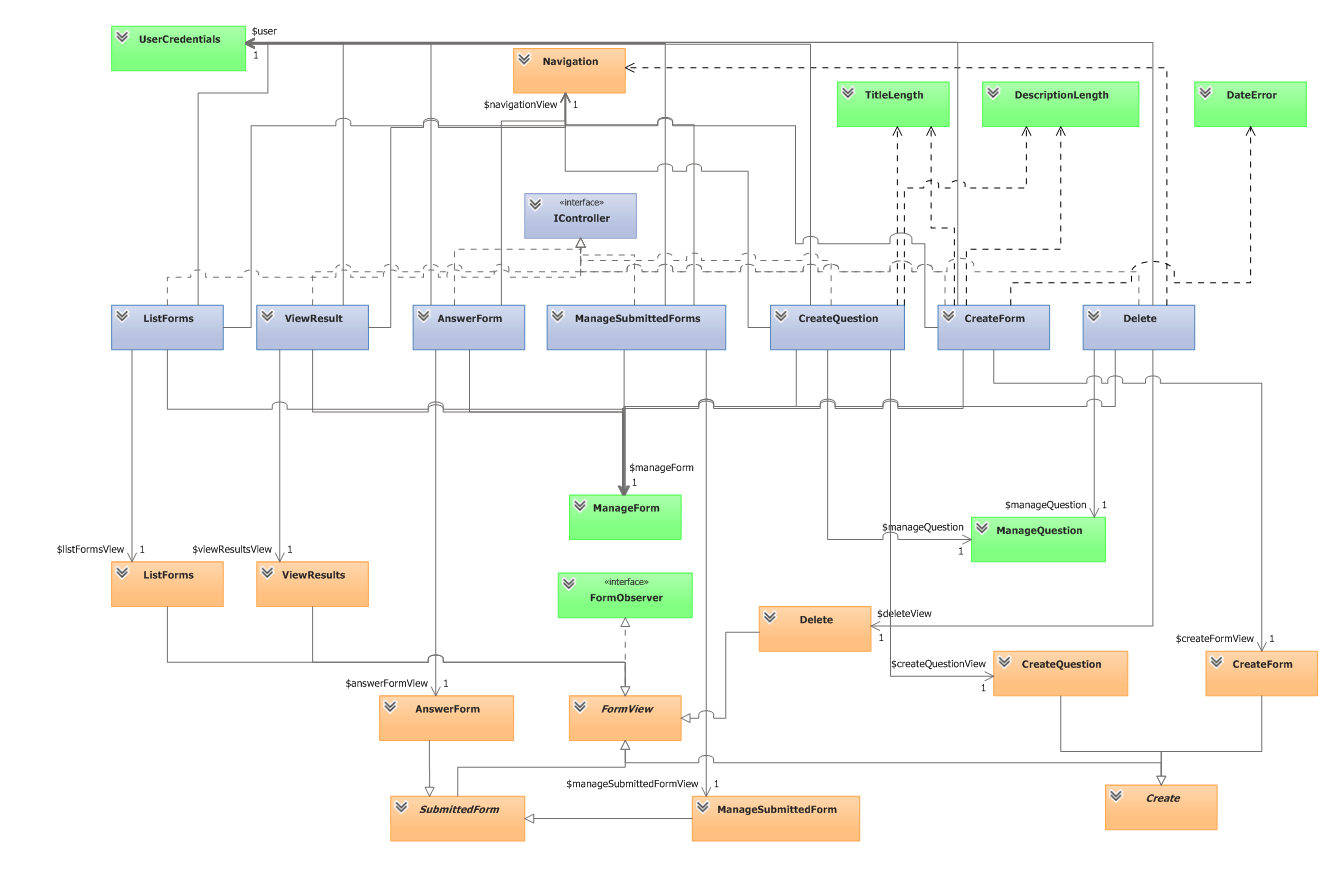 $user
UserCredentials
1
Navigation
$navigationView
1
TitleLength
DescriptionLength
DateError
«interface»
IController
ListForms
ViewResult
AnswerForm
ManageSubmittedForms
CreateQuestion
CreateForm
Delete
$manageForm
1
ManageForm
$manageQuestion
1
$manageQuestion
1
ManageQuestion
$listFormsView
1
$viewResultsView
1
ListForms
ViewResults
«interface»
FormObserver
Delete
$deleteView
1
$createFormView
1
$createQuestionView
1
CreateQuestion
CreateForm
$answerFormView
1
AnswerForm
FormView
$manageSubmittedFormView
1
SubmittedForm
ManageSubmittedForm
Create